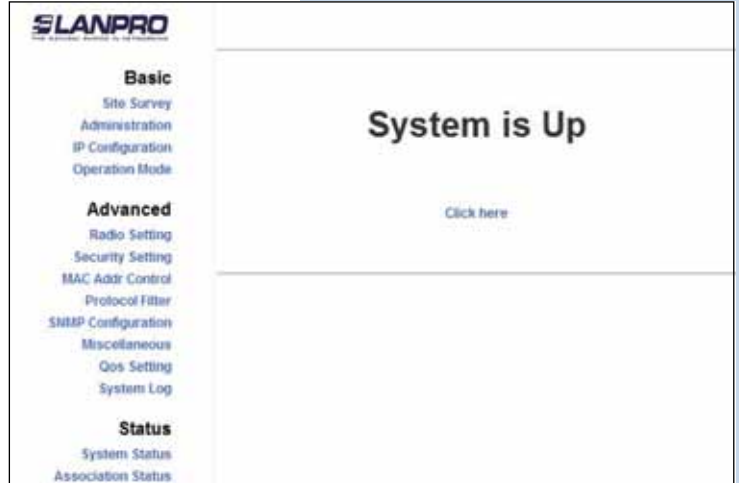 LANPRO
Basic
Site Survey
Administration
IP Configuration
Operation Mode
Advanced
Radio Setting
Security Setting
MAC Addr Control
Protocol Filter
SNMP Configuration
Miscellaneous
Qos Setting
System Log
Status
System Status
Association Status
System is Up
Click here